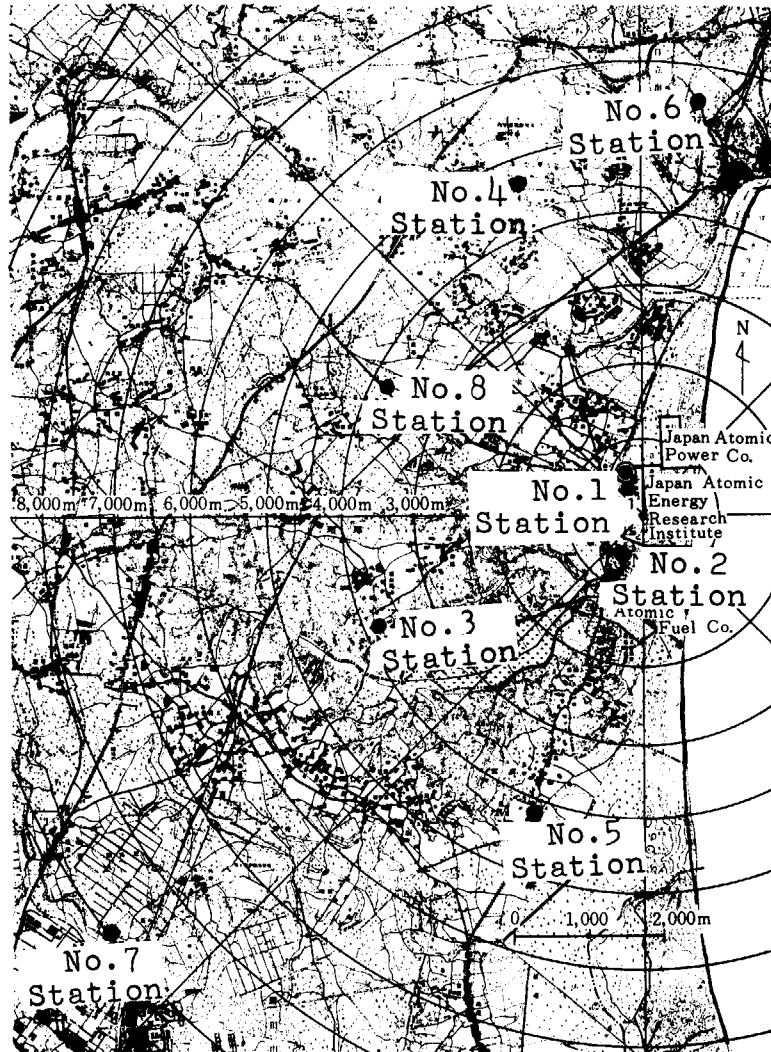 No.6
Station
No.4
Station
N
No.8
Station
Japan Atomic
Power Co.
No.1
Station
Japan Atomic
Energy
Research
Institute
8,000m 7,000m 6,000m 5,000m 4,000m 3,000m
No.2
Station
Atomic
Fuel Co.
No.3
Station
No.5
Station
0 1,000 2,000m
No.7
Station